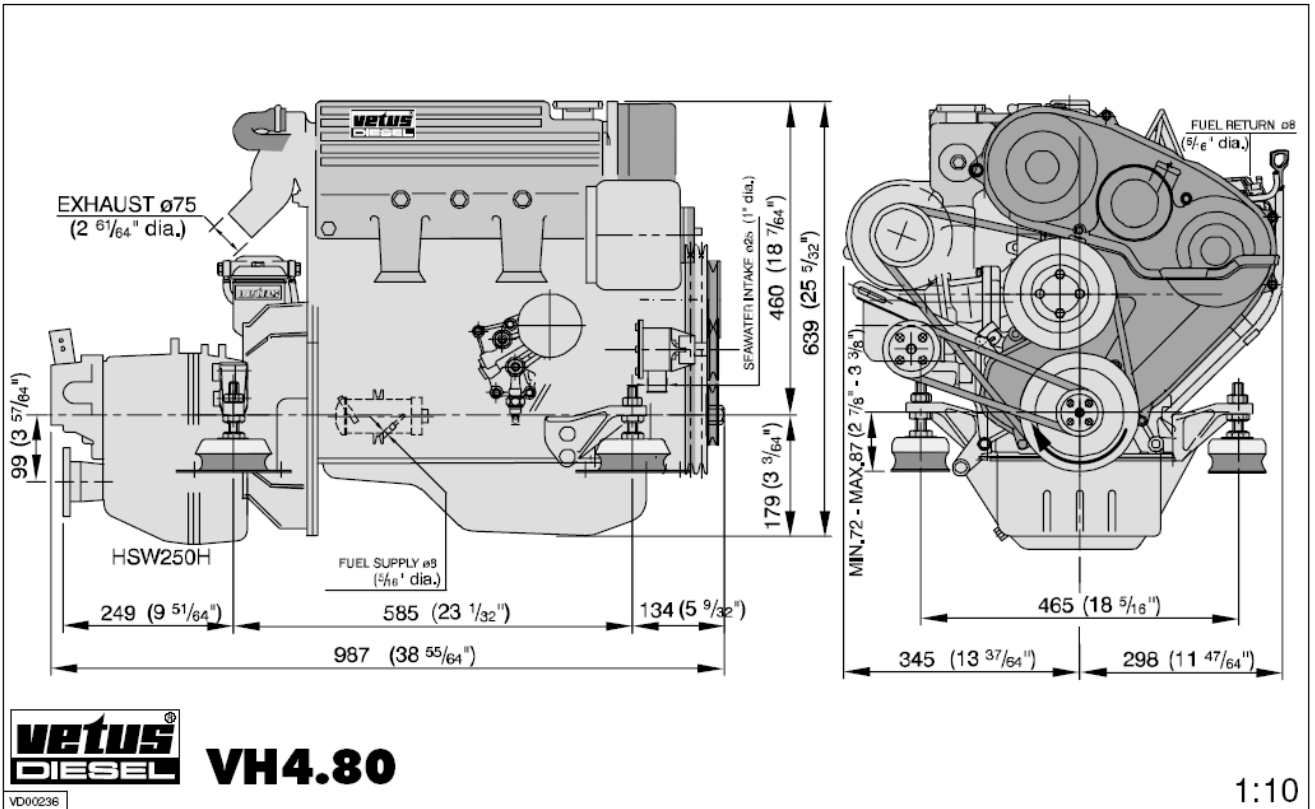 vetus
DIESEL
EXHAUST ø75
(2 61/64" dia.)
vetus
99 (3 57/64")
HSW250H
FUEL SUPPLY ø8
(5/16' dia.)
SEAWATER INTAKE ø25 (1" dia.)
460 (18 7/64")
639 (25 5/32")
179 (3 3/64")
249 (9 51/64")
585 (23 1/32")
134 (5 9/32")
987 (38 55/64")
FUEL RETURN ø8
(5/16' dia.)
MIN.72 - MAX.87 (2 7/8" - 3 3/8")
465 (18 5/16")
345 (13 37/64")
298 (11 47/64")
vetus®
DIESEL
VH4.80
VD00236
1:10